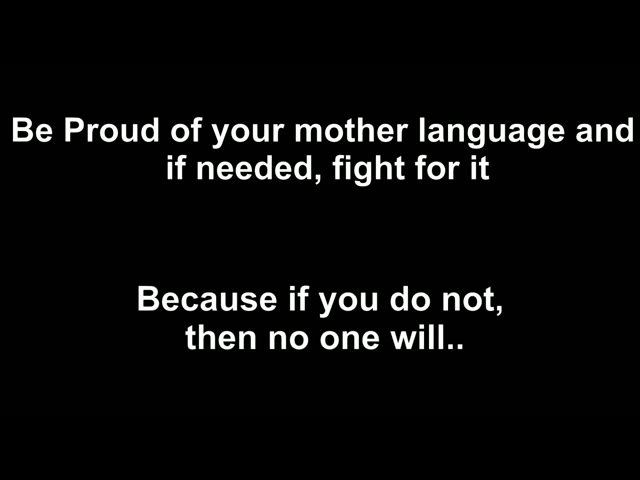 Be Proud of your mother language and
if needed, fight for it
Because if you do not,
then no one will..